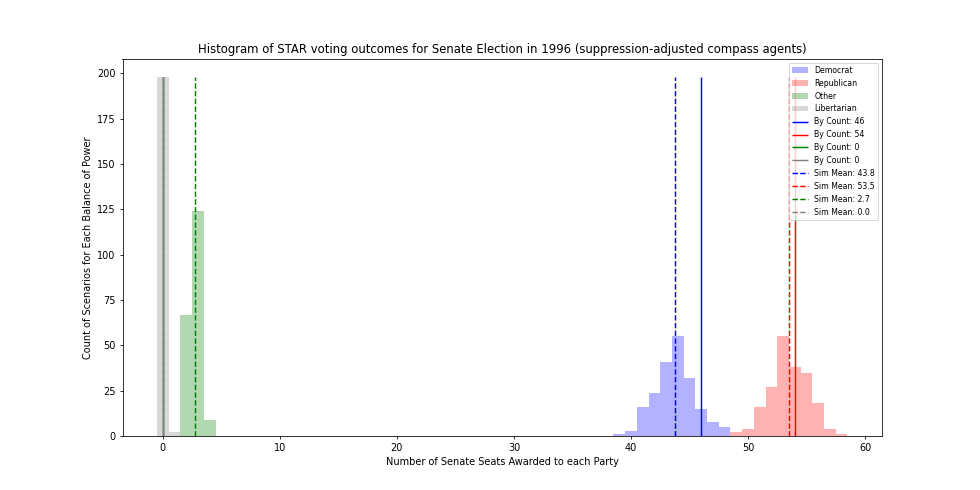 Histogram of STAR voting outcomes for Senate Election in 1996 (suppression-adjusted compass agents)
Democrat
Republican
Other
Libertarian
By Count: 46
By Count: 54
By Count: 0
By Count: 0
Sim Mean: 43.8
Sim Mean: 53.5
Sim Mean: 2.7
Sim Mean: 0.0
Count of Scenarios for Each Balance of Power
200
175
150
125
100
75
50
25
0
0 10 20 30 40 50 60
Number of Senate Seats Awarded to each Party